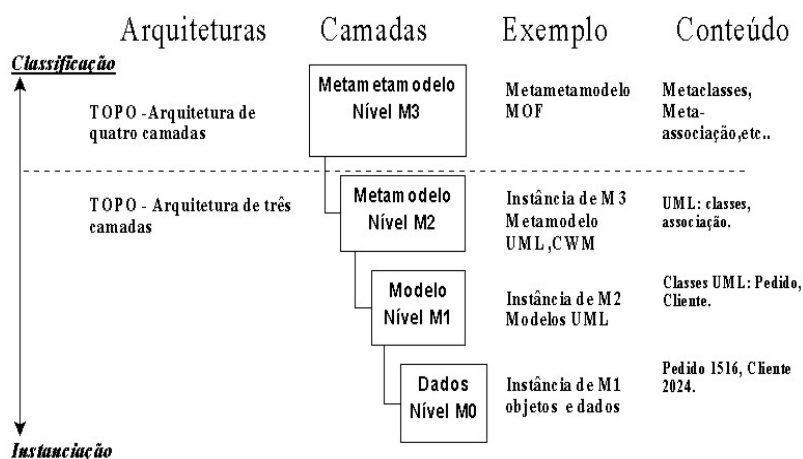 Arquiteturas Camadas Exemplo Conteúdo
Classificação
Metametamodelo
Nível M3
TOPO -Arquitetura de
quatro camadas
Metametamodelo
MOF
Metaclasses,
Meta-
associação,etc..
TOPO - Arquitetura de três
camadas
Metamodelo
Nível M2
Instância de M3
Metamodelo
UML,CWM
UML: classes,
associação.
Modelo
Nível M1
Instância de M2
Modelos UML
Classes UML: Pedido,
Cliente.
Dados
Nível M0
Instância de M1
objetos e dados
Pedido 1516, Cliente
2024.
Instanciação